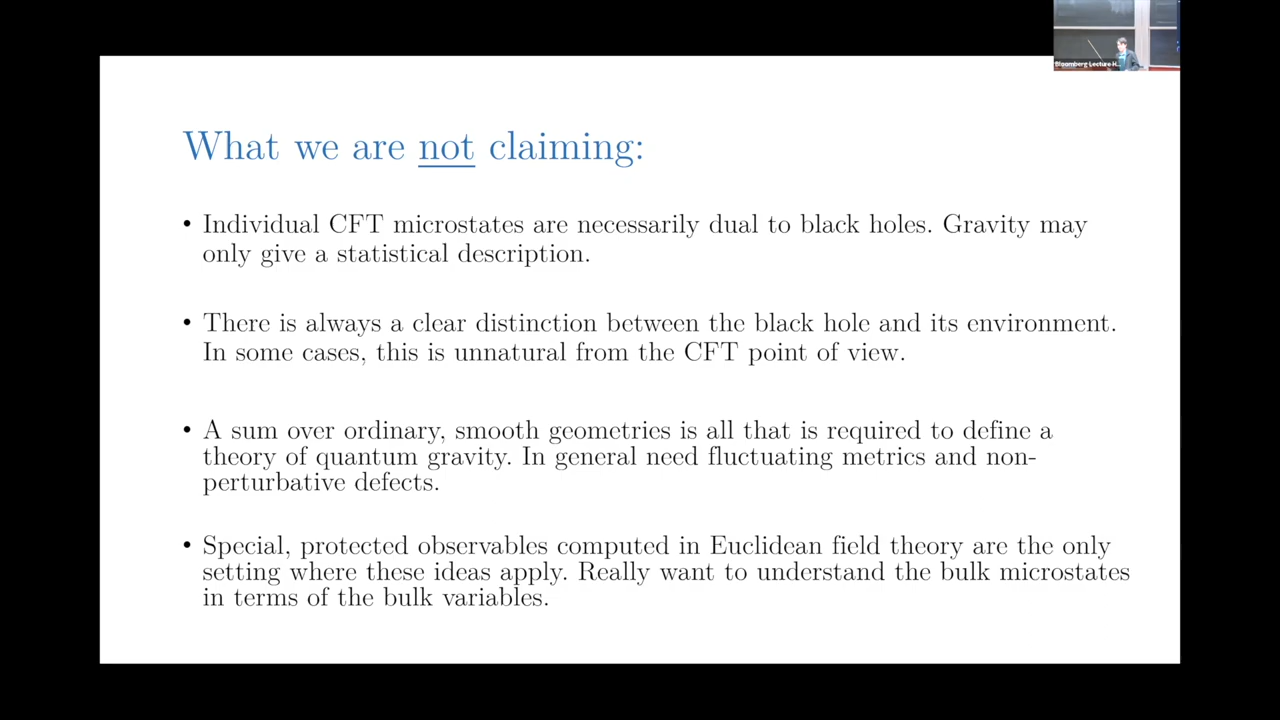 Bloomberg Lecture H...
What we are not claiming:
• Individual CFT microstates are necessarily dual to black holes. Gravity may
only give a statistical description.
• There is always a clear distinction between the black hole and its environment.
In some cases, this is unnatural from the CFT point of view.
• A sum over ordinary, smooth geometries is all that is required to define a
theory of quantum gravity. In general need fluctuating metrics and non-
perturbative defects.
• Special, protected observables computed in Euclidean field theory are the only
setting where these ideas apply. Really want to understand the bulk microstates
in terms of the bulk variables.